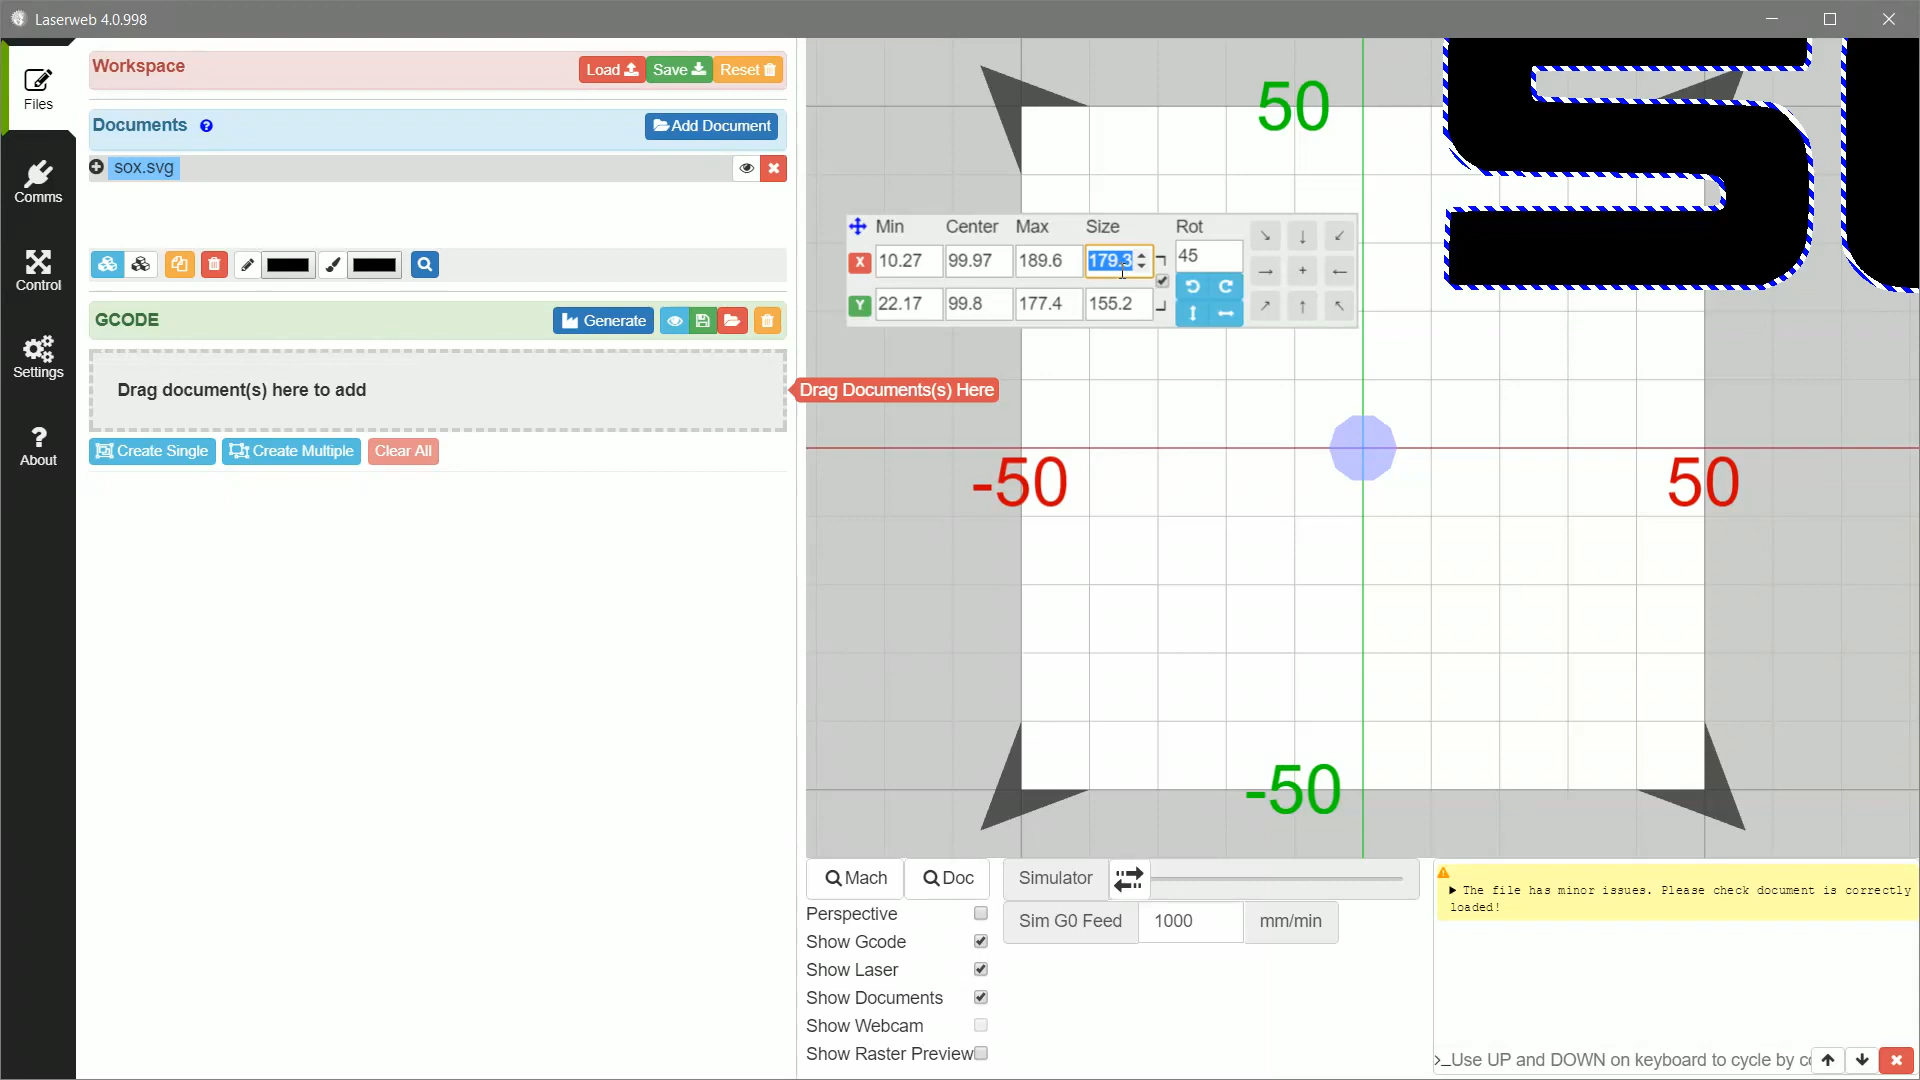 Laserweb 4.0.998
Files
Comms
Control
Settings
About
Workspace
Load
Save
Reset
Documents
Add Document
sox.svg
GCODE
Generate
Drag document(s) here to add
Drag Documents(s) Here
Create Single
Create Multiple
Clear All
50
Min Center Max Size Rot
X 10.27 99.97 189.6 179.3 45
Y 22.17 99.8 177.4 155.2
-50
50
-50
Mach
Doc
Simulator
Perspective
Show Gcode
Show Laser
Show Documents
Show Webcam
Show Raster Preview
Sim G0 Feed 1000 mm/min
The file has minor issues. Please check document is correctly
loaded!
>_Use UP and DOWN on keyboard to cycle by